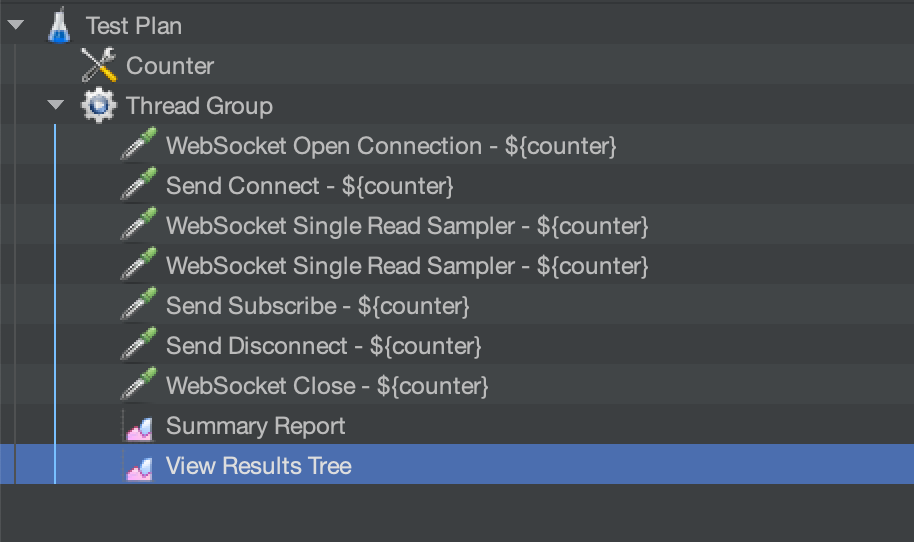 Test Plan
Counter
Thread Group
WebSocket Open Connection - ${counter}
Send Connect - ${counter}
WebSocket Single Read Sampler - ${counter}
WebSocket Single Read Sampler - ${counter}
Send Subscribe - ${counter}
Send Disconnect - ${counter}
WebSocket Close - ${counter}
Summary Report
View Results Tree